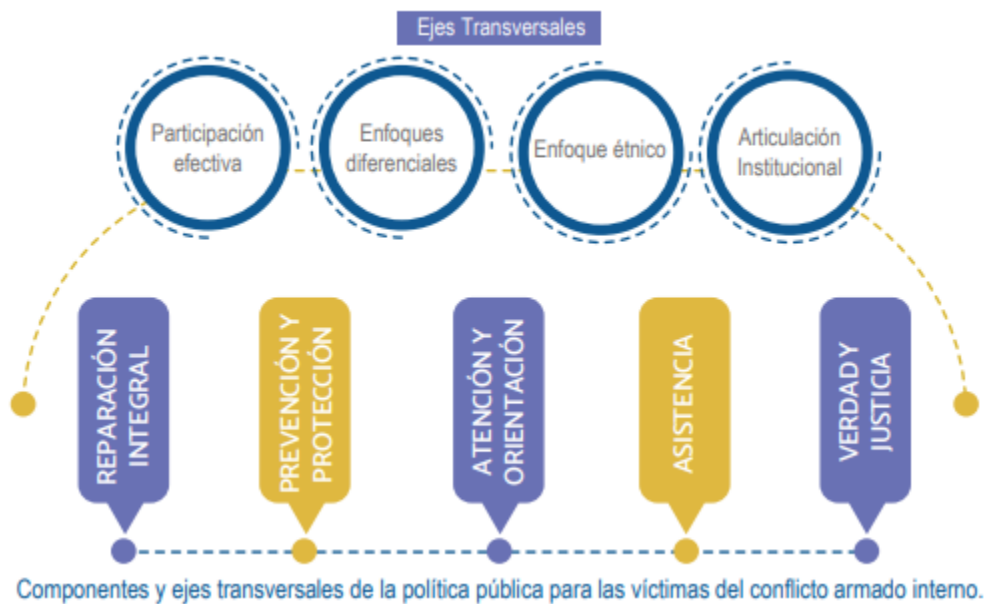 Ejes Transversales
Participación
efectiva
Enfoques
diferenciales
Enfoque étnico
Articulación
Institucional
REPARACIÓN
INTEGRAL
PREVENCIÓN Y
PROTECCIÓN
ATENCIÓN Y
ORIENTACIÓN
ASISTENCIA
VERDAD Y
JUSTICIA
Componentes y ejes transversales de la política pública para las víctimas del conflicto armado interno.